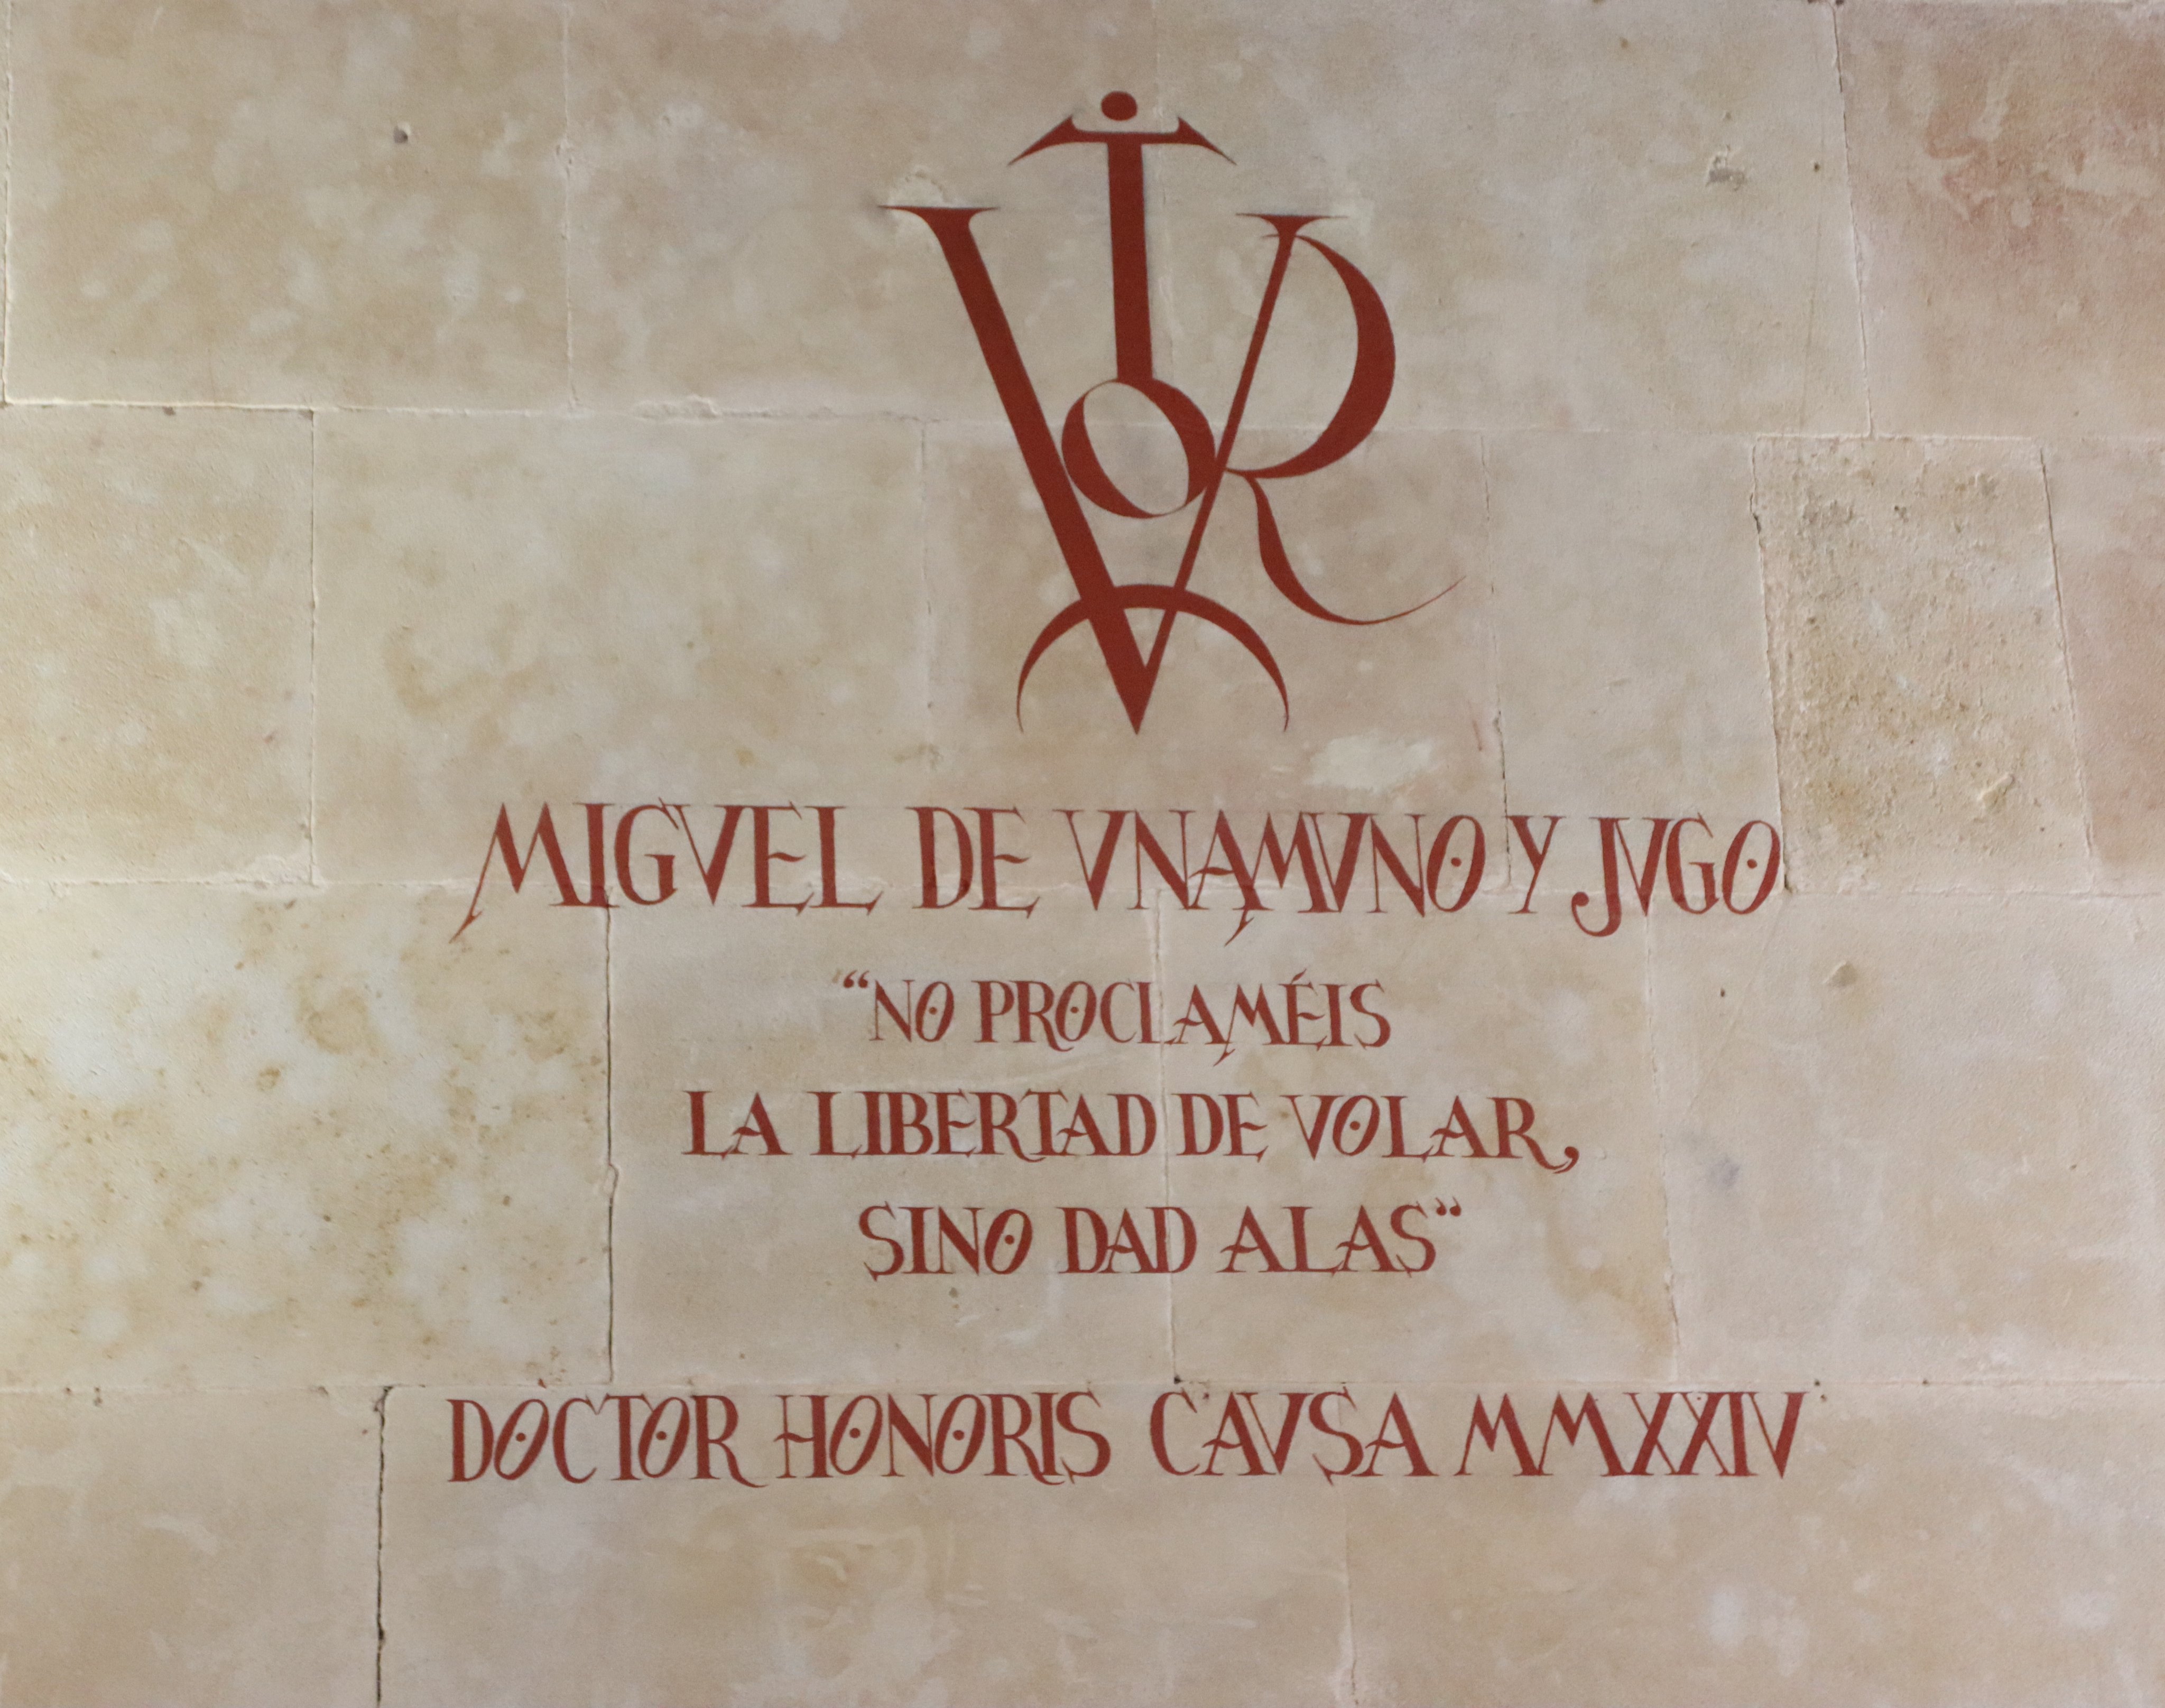 MIGVEL DE VNAMVNO Y JVGO
“NO PROCLAMÉIS
LA LIBERTAD DE VOLAR,
SINO DAD ALAS“
DOCTOR HONORIS CAVSA MMXXIV